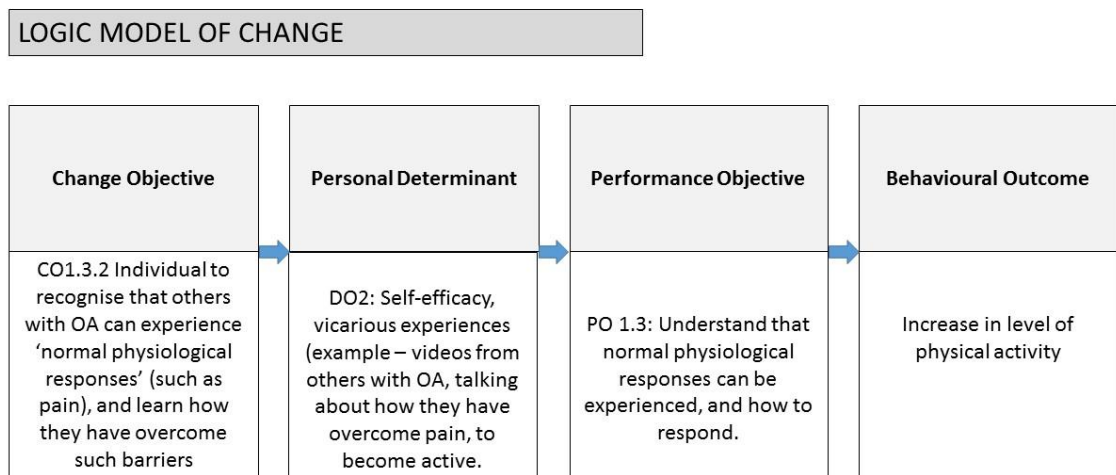 LOGIC MODEL OF CHANGE
Change Objective
CO1.3.2 Individual to
recognise that others
with OA can experience
‘normal physiological
responses’ (such as
pain), and learn how
they have overcome
such barriers
Personal Determinant
DO2: Self-efficacy,
vicarious experiences
(example – videos from
others with OA, talking
about how they have
overcome pain, to
become active.
Performance Objective
PO 1.3: Understand that
normal physiological
responses can be
experienced, and how to
respond.
Behavioural Outcome
Increase in level of
physical activity